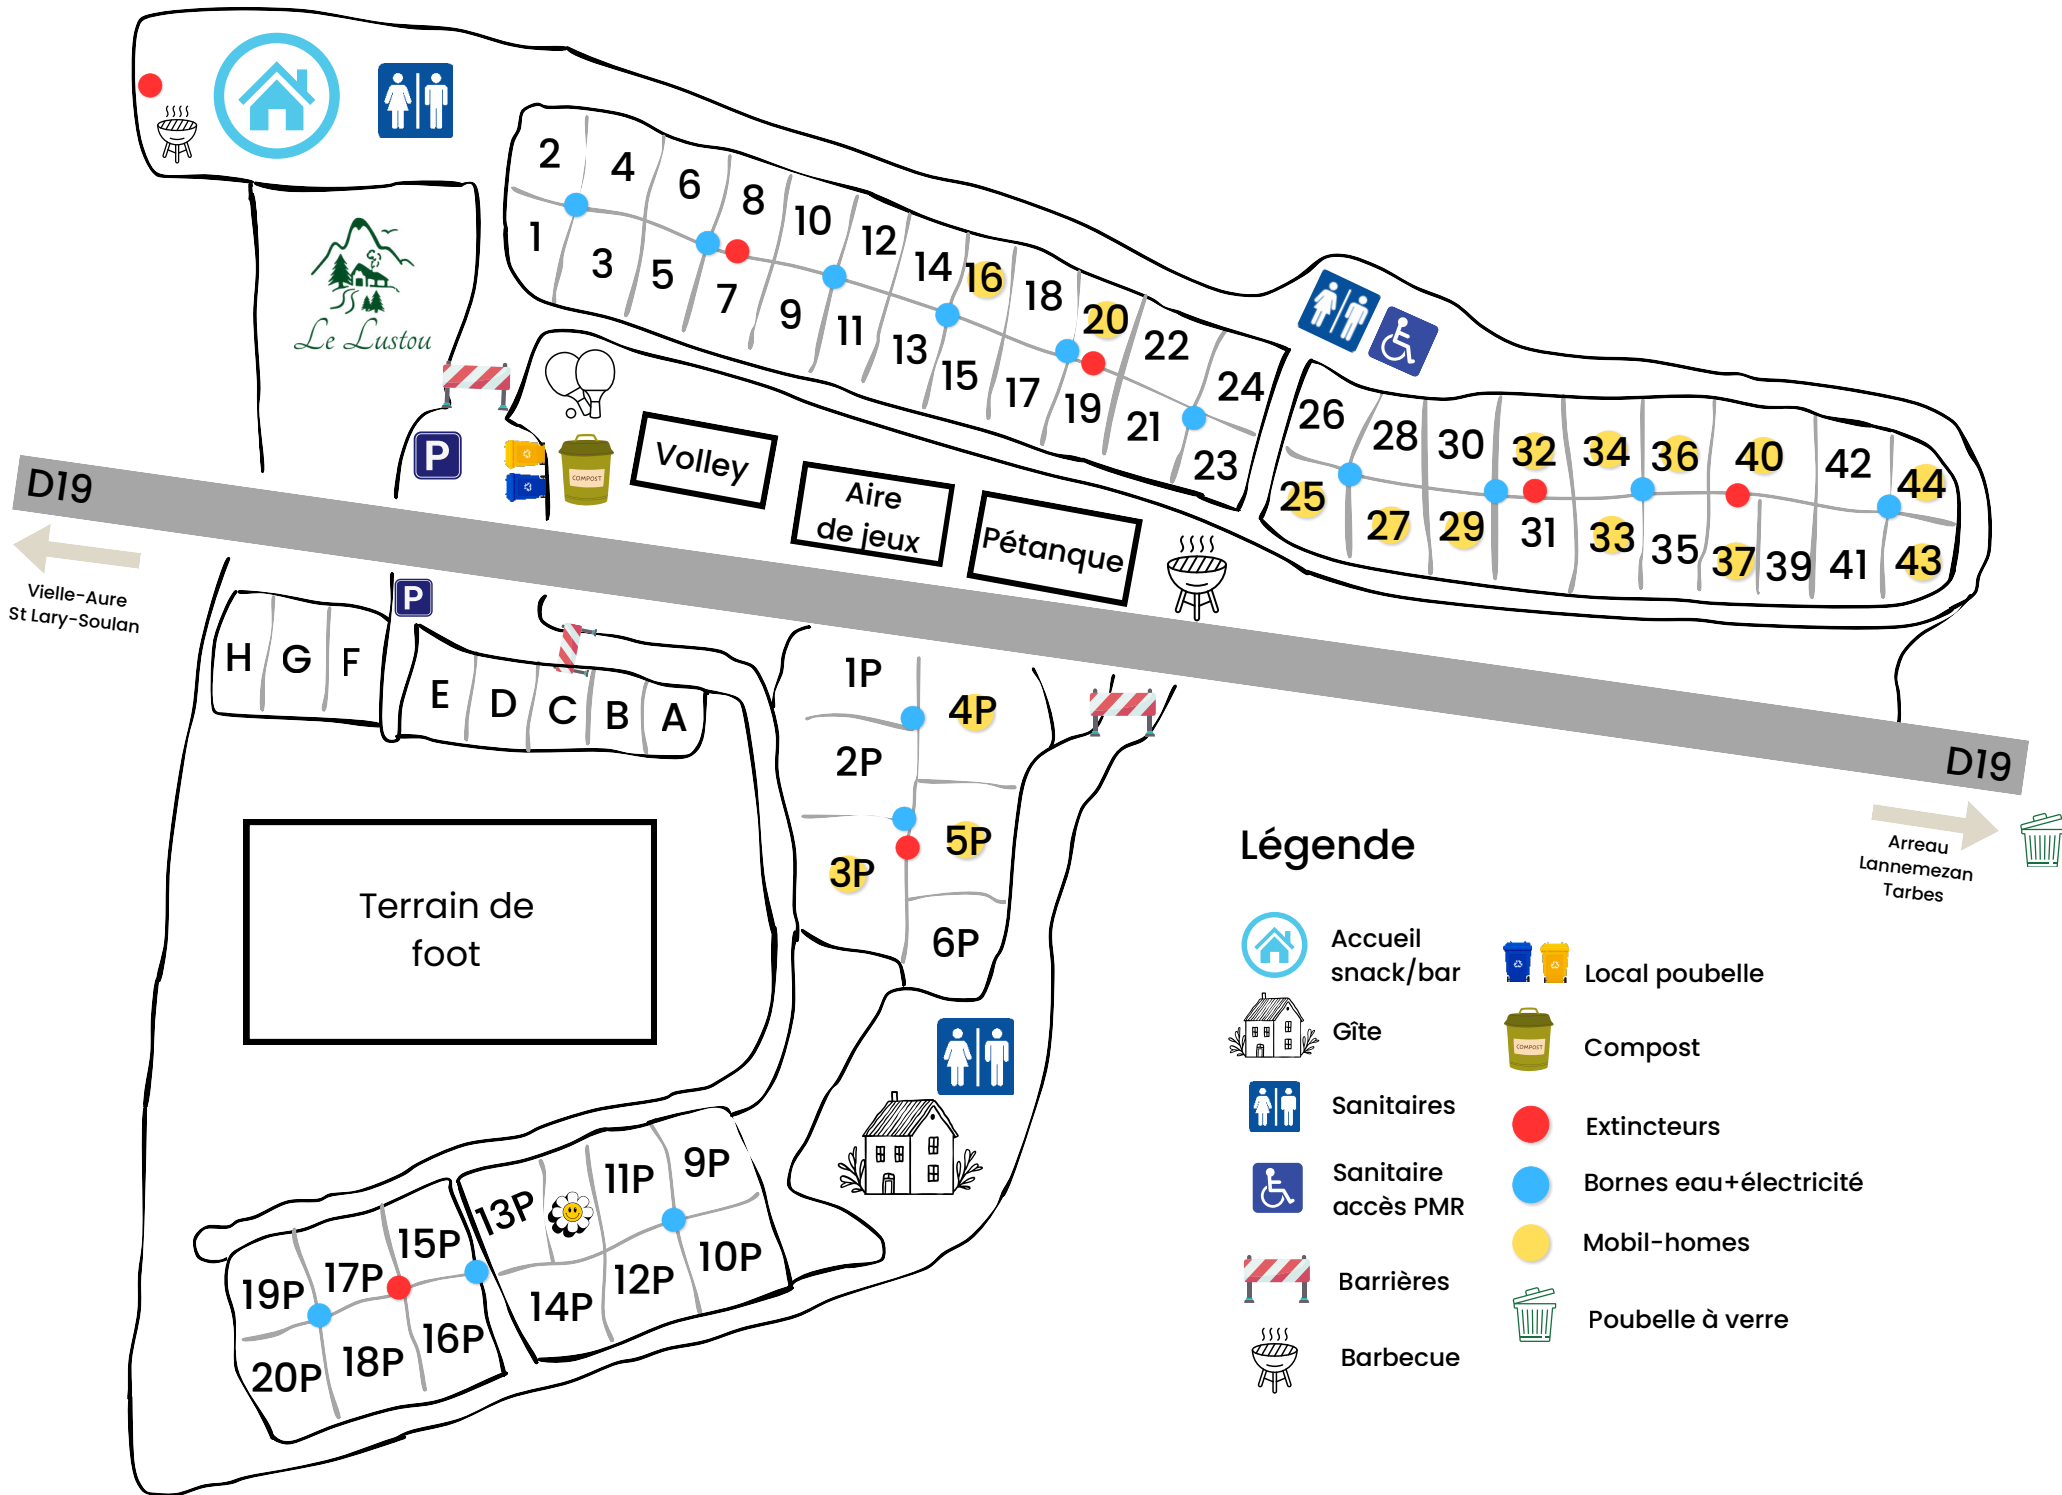 2
4
6
8
10
12
14
16
18
20
22
24
1
3
5
7
9
11
13
15
17
19
21
23
26
28
30
32
34
36
40
42
44
25
27
29
31
33
35
37
39
41
43
Le Lustou
P
COMPOST
Volley
Aire
de jeux
Pétanque
D19
D19
Vielle-Aure
St Lary-Soulan
P
H
G
F
E
D
C
B
A
1P
4P
2P
5P
3P
6P
Terrain de
foot
9P
11P
13P
10P
12P
14P
15P
17P
19P
16P
18P
20P
Arreau
Lannemezan
Tarbes
Légende
Accueil
snack/bar
Gîte
Sanitaires
Sanitaire
accès PMR
Barrières
Barbecue
Local poubelle
COMPOST
Compost
Extincteurs
Bornes eau+électricité
Mobil-homes
Poubelle à verre